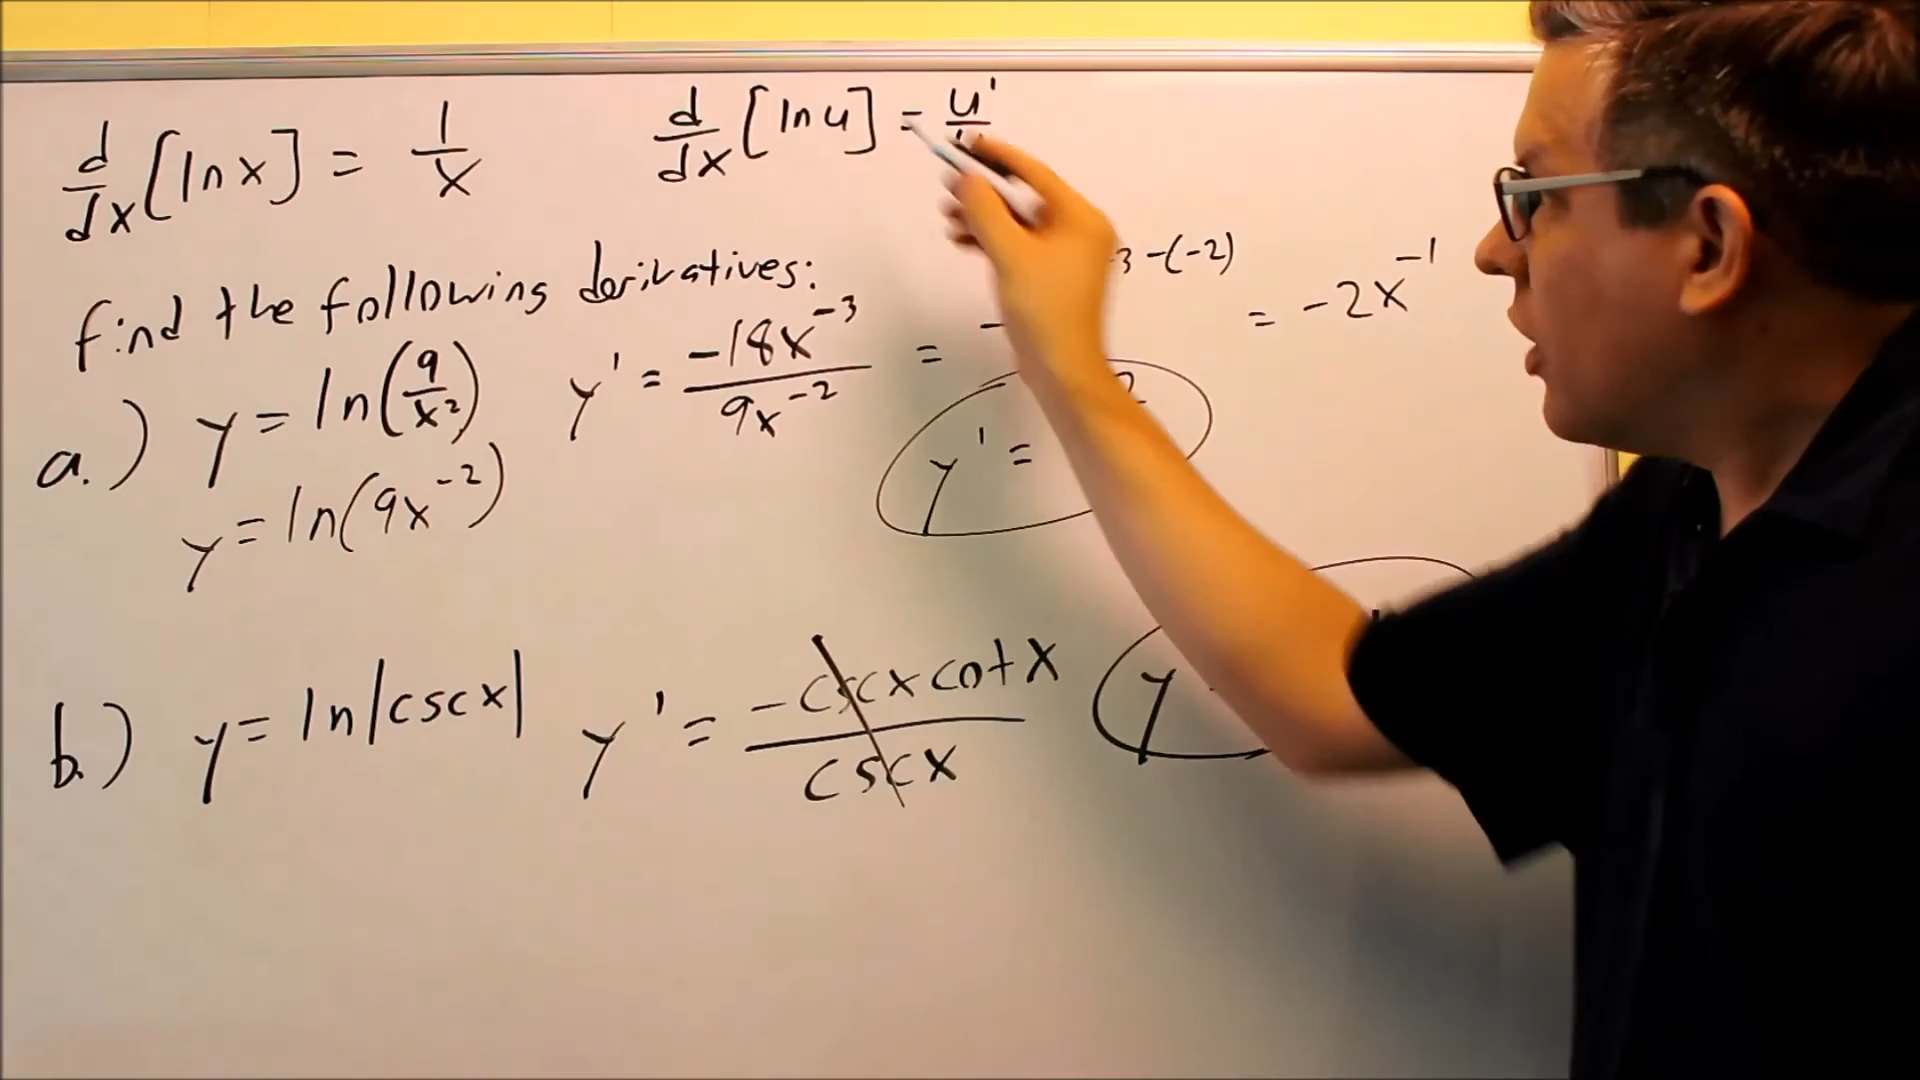 d/dx [ln x] = 1/x
d/dx [ln u] = u'/
find the following derivatives:
a.) y = ln(9/x²) y' = -18x⁻³/9x⁻² = - 3-(-2) = -2x⁻¹
y = ln(9x⁻²) y' =
b.) y = ln|csc x| y' = -csc x cot x/csc x y